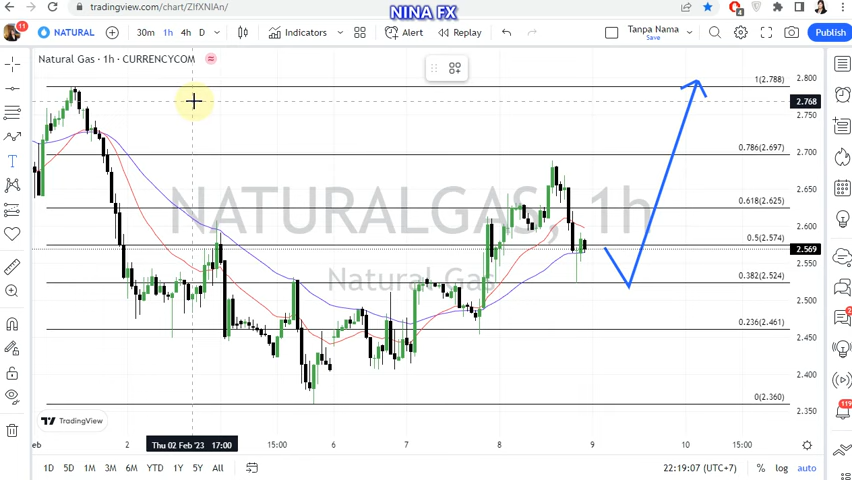 NINA FX
tradingview.com/chart/ZIfXNIAn/
11
NATURAL
30m 1h 4h D
Indicators
Alert
Replay
Tanpa Nama
Save
Publish
Natural Gas · 1h · CURRENCYCOM
NATURALGAS, 1h
Natural Gas
1(2.788)
0.786(2.697)
0.618(2.625)
0.5(2.574)
0.382(2.524)
0.236(2.461)
0(2.360)
2.800
2.768
2.750
2.700
2.650
2.600
2.569
2.550
2.500
2.450
2.400
2.350
TradingView
eb 2 Thu 02 Feb '23 17:00 15:00 6 7 8 9 10 15:00
1D 5D 1M 3M 6M YTD 1Y 5Y All
22:19:07 (UTC+7) % log auto
119